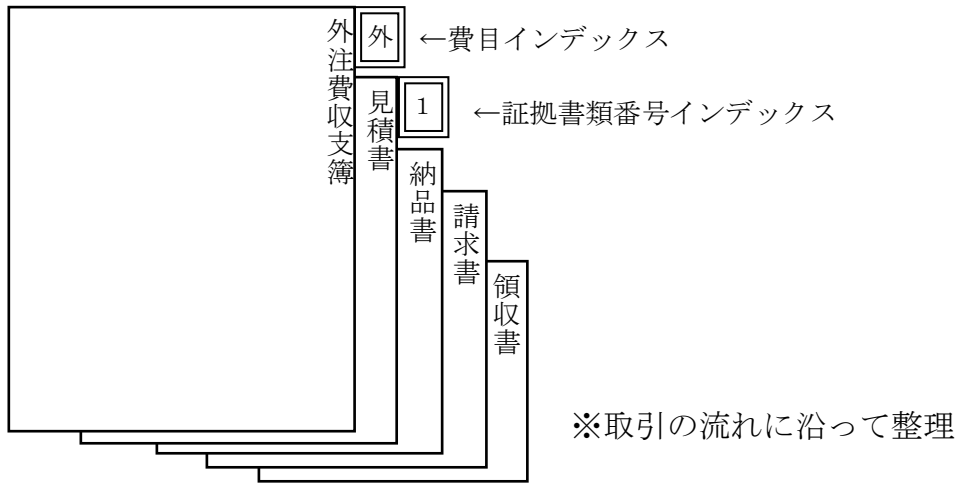 外注費収支簿
外
←費目インデックス
見積書
1
←証拠書類番号インデックス
納品書
請求書
領収書
※取引の流れに沿って整理